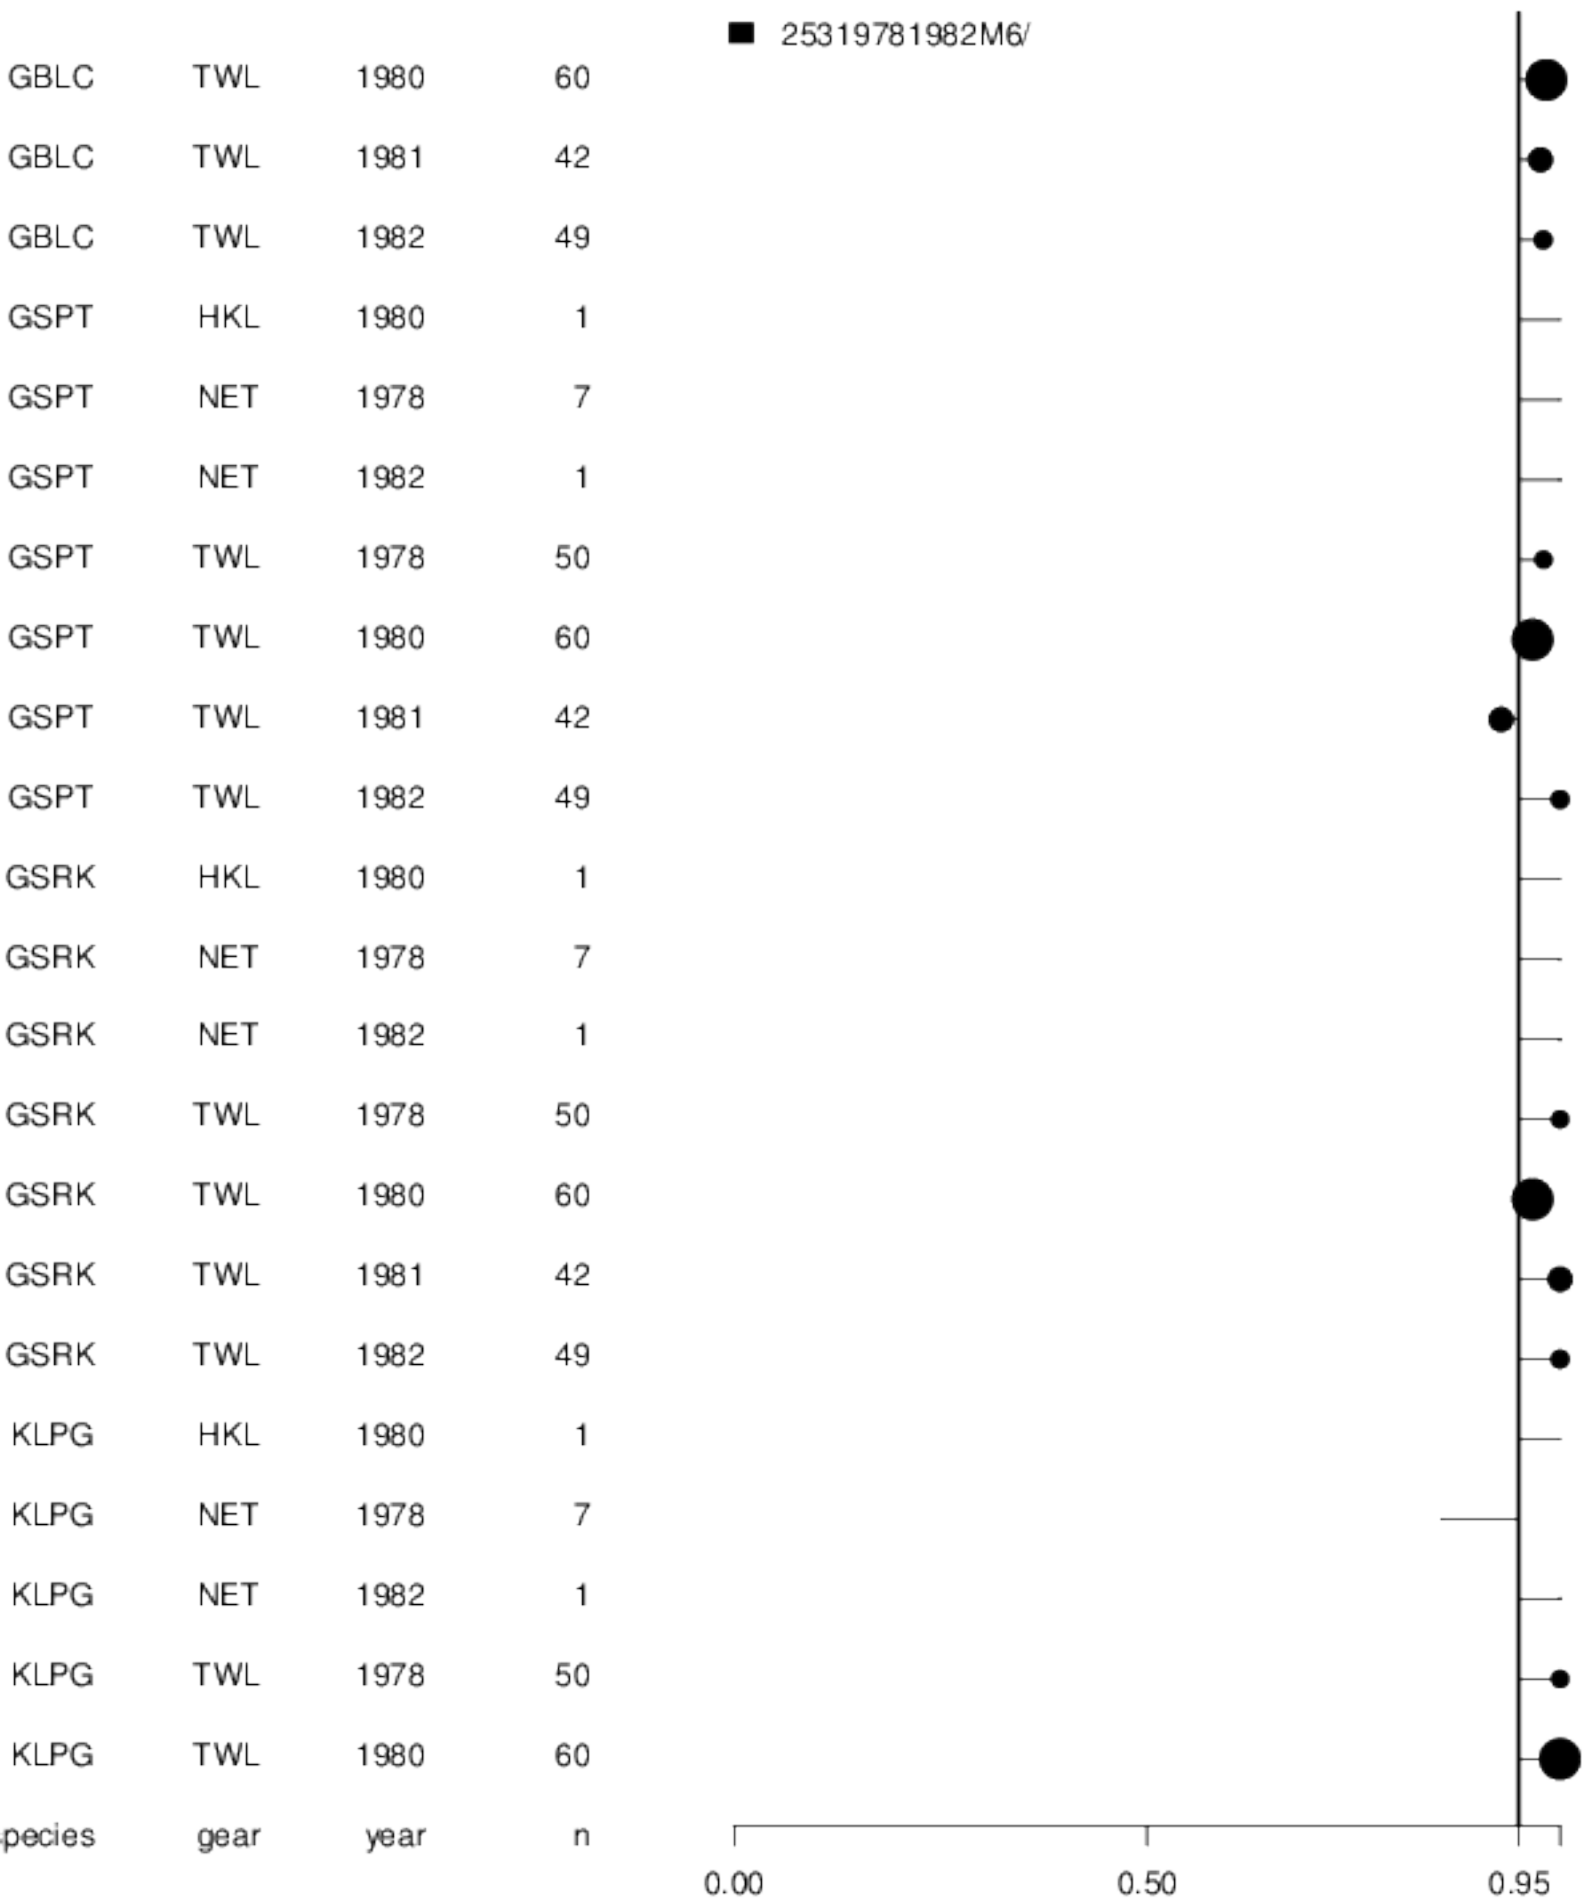 25319781982M6/
GBLC TWL 1980 60
GBLC TWL 1981 42
GBLC TWL 1982 49
GSPT HKL 1980 1
GSPT NET 1978 7
GSPT NET 1982 1
GSPT TWL 1978 50
GSPT TWL 1980 60
GSPT TWL 1981 42
GSPT TWL 1982 49
GSRK HKL 1980 1
GSRK NET 1978 7
GSRK NET 1982 1
GSRK TWL 1978 50
GSRK TWL 1980 60
GSRK TWL 1981 42
GSRK TWL 1982 49
KLPG HKL 1980 1
KLPG NET 1978 7
KLPG NET 1982 1
KLPG TWL 1978 50
KLPG TWL 1980 60
pecies gear year n
0.00 0.50 0.95